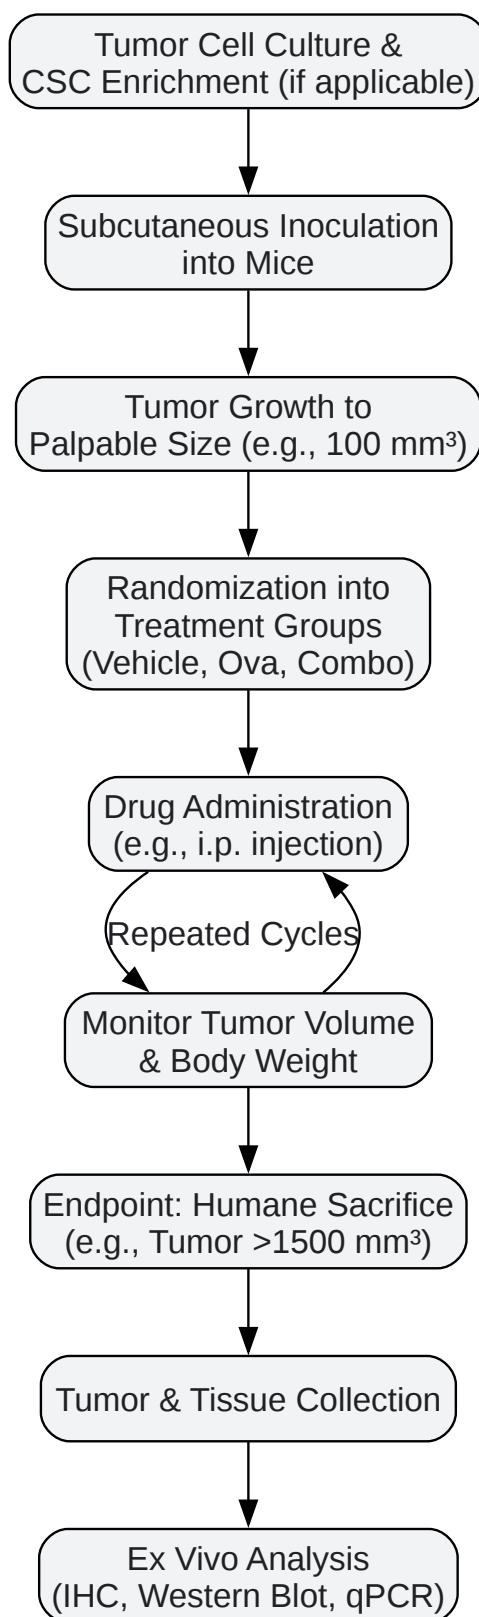 Tumor Cell Culture &
CSC Enrichment (if applicable)
Subcutaneous Inoculation
into Mice
Tumor Growth to
Palpable Size (e.g., 100 mm³)
Randomization into
Treatment Groups
(Vehicle, Ova, Combo)
Drug Administration
(e.g., i.p. injection)
Repeated Cycles
Monitor Tumor Volume
& Body Weight
Endpoint: Humane Sacrifice
(e.g., Tumor >1500 mm³)
Tumor & Tissue Collection
Ex Vivo Analysis
(IHC, Western Blot, qPCR)